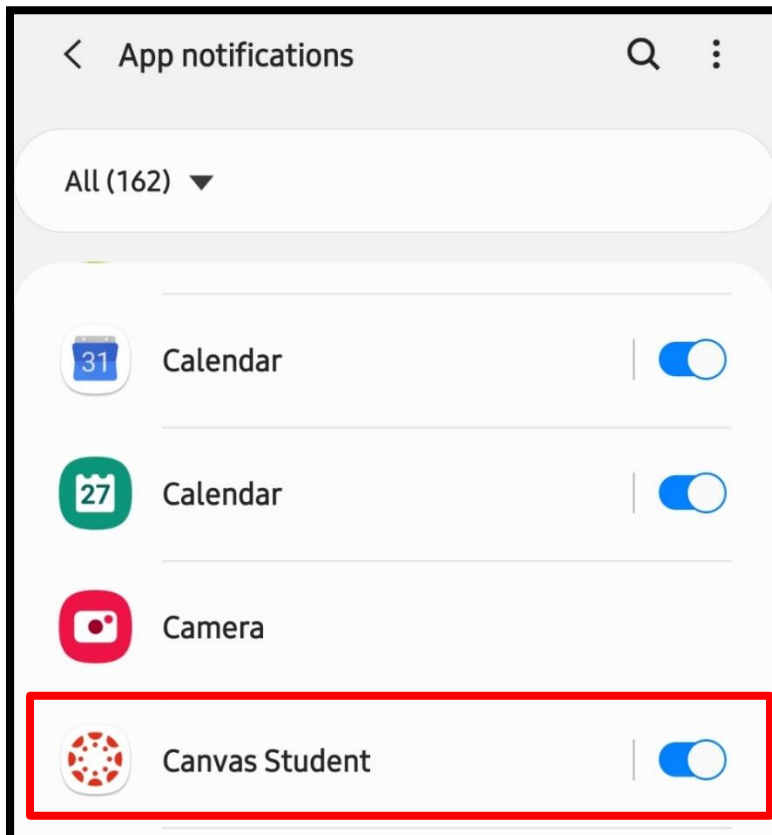 App notifications
All (162)
31
Calendar
27
Calendar
Camera
Canvas Student